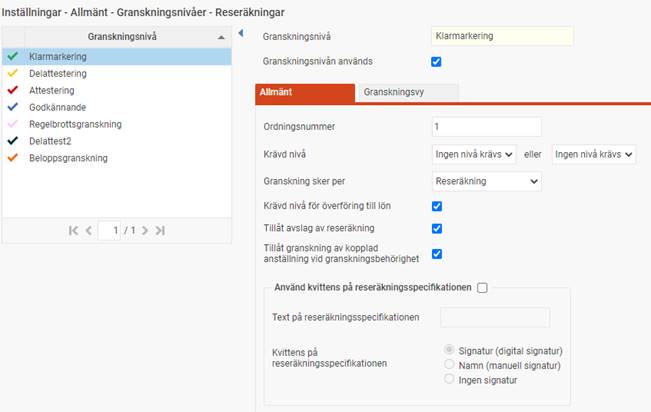 Inställningar - Allmänt - Granskningsnivåer - Reseräkningar
Granskningsnivå
Klarmarkering
Delattestering
Attestering
Godkännande
Regelbrottsgranskning
Delattest2
Beloppsgranskning
1 / 1
Granskningsnivå Klarmarkering
Granskningsnivån används
Allmänt Granskningsvy
Ordningsnummer 1
Krävd nivå Ingen nivå krävs eller Ingen nivå krävs
Granskning sker per Reseräkning
Krävd nivå för överföring till lön
Tillåt avslag av reseräkning
Tillåt granskning av kopplad
anställning vid granskningsbehörighet
Använd kvittens på reseräkningsspecifikationen
Text på reseräkningsspecifikationen
Kvittens på
reseräkningsspecifikationen
Signatur (digital signatur)
Namn (manuell signatur)
Ingen signatur